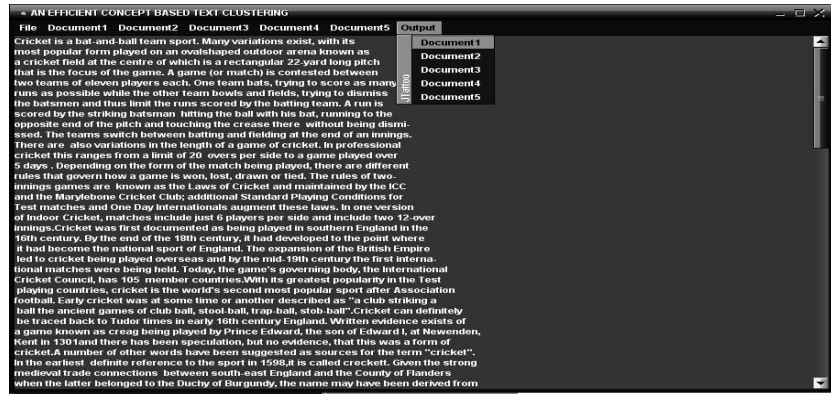 AN EFFICIENT CONCEPT BASED TEXT CLUSTERING
File Document1 Document2 Document3 Document4 Document5 Output
Document1
Document2
Document3
Document4
Document5
JTattoo
Cricket is a bat-and-ball team sport. Many variations exist, with its
most popular form played on an ovalshaped outdoor arena known as
a cricket field at the centre of which is a rectangular 22-yard long pitch
that is the focus of the game. A game (or match) is contested between
two teams of eleven players each. One team bats, trying to score as many
runs as possible while the other team bowls and fields, trying to dismiss
the batsmen and thus limit the runs scored by the batting team. A run is
scored by the striking batsman hitting the ball with his bat, running to the
opposite end of the pitch and touching the crease there without being dismi-
ssed. The teams switch between batting and fielding at the end of an innings.
There are also variations in the length of a game of cricket. In professional
cricket this ranges from a limit of 20 overs per side to a game played over
5 days . Depending on the form of the match being played, there are different
rules that govern how a game is won, lost, drawn or tied. The rules of two-
innings games are known as the Laws of Cricket and maintained by the ICC
and the Marylebone Cricket Club; additional Standard Playing Conditions for
Test matches and One Day Internationals augment these laws. In one version
of Indoor Cricket, matches include just 6 players per side and include two 12-over
innings.Cricket was first documented as being played in southern England in the
16th century. By the end of the 18th century, it had developed to the point where
it had become the national sport of England. The expansion of the British Empire
led to cricket being played overseas and by the mid-19th century the first interna-
tional matches were being held. Today, the game's governing body, the International
Cricket Council, has 105 member countries.With its greatest popularity in the Test
playing countries, cricket is the world's second most popular sport after Association
football. Early cricket was at some time or another described as "a club striking a
ball the ancient games of club ball, stool-ball, trap-ball, stob-ball".Cricket can definitely
be traced back to Tudor times in early 16th century England. Written evidence exists of
a game known as creag being played by Prince Edward, the son of Edward I, at Newenden,
Kent in 1301and there has been speculation, but no evidence, that this was a form of
cricket.A number of other words have been suggested as sources for the term "cricket".
In the earliest definite reference to the sport in 1598,it is called creckett. Given the strong
medieval trade connections between south-east England and the County of Flanders
when the latter belonged to the Duchy of Burgundy, the name may have been derived from